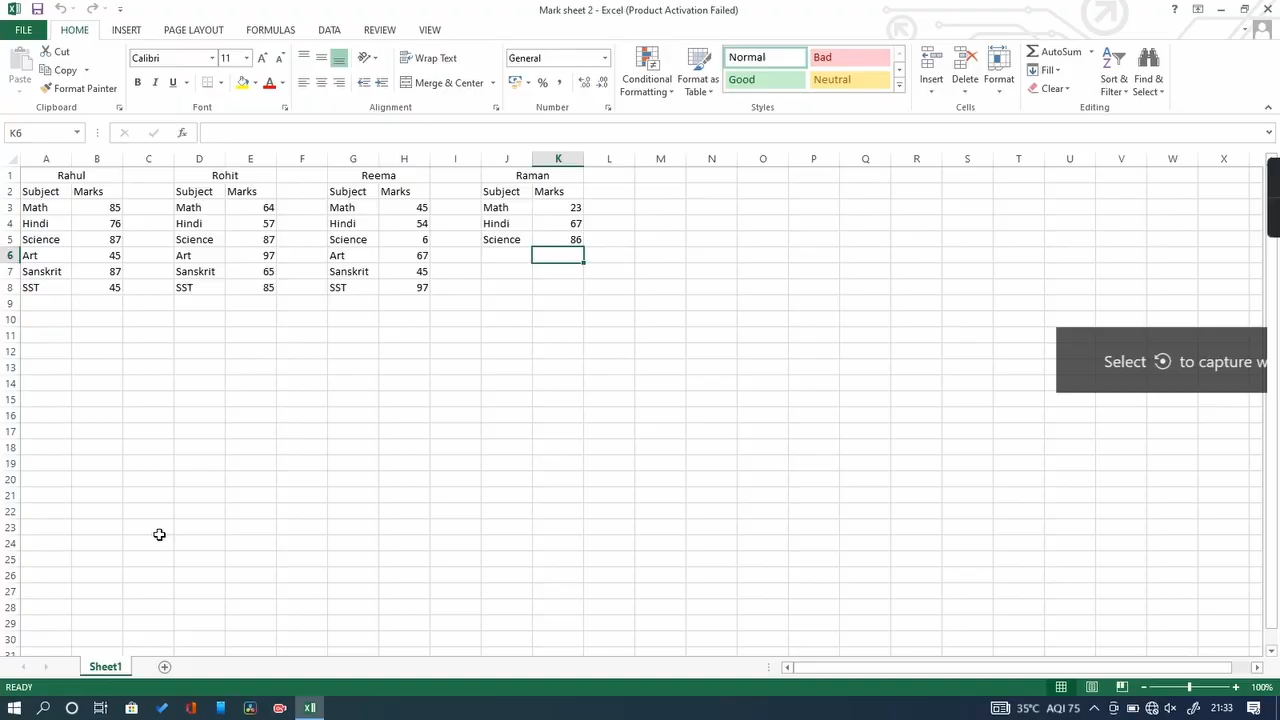 Mark sheet 2 - Excel (Product Activation Failed)
FILE HOME INSERT PAGE LAYOUT FORMULAS DATA REVIEW VIEW
Paste
Cut
Copy
Format Painter
Clipboard
Calibri 11
B I U
Font
Wrap Text
Merge & Center
Alignment
General
Number
Conditional Formatting
Format as Table
Normal Bad
Good Neutral
Styles
Insert Delete Format
Cells
AutoSum
Fill
Clear
Sort & Filter
Find & Select
Editing
K6
fx
A B C D E F G H I J K L M N O P Q R S T U V W X
1 Rahul Rohit Reema Raman
2 Subject Marks Subject Marks Subject Marks Subject Marks
3 Math 85 Math 64 Math 45 Math 23
4 Hindi 76 Hindi 57 Hindi 54 Hindi 67
5 Science 87 Science 87 Science 6 Science 86
6 Art 45 Art 97 Art 67
7 Sanskrit 87 Sanskrit 65 Sanskrit 45
8 SST 45 SST 85 SST 97
9
10
11
12
13
14
15
16
17
18
19
20
21
22
23
24
25
26
27
28
29
30
31
Select to capture w
Sheet1
READY
100%
35°C AQI 75
21:33